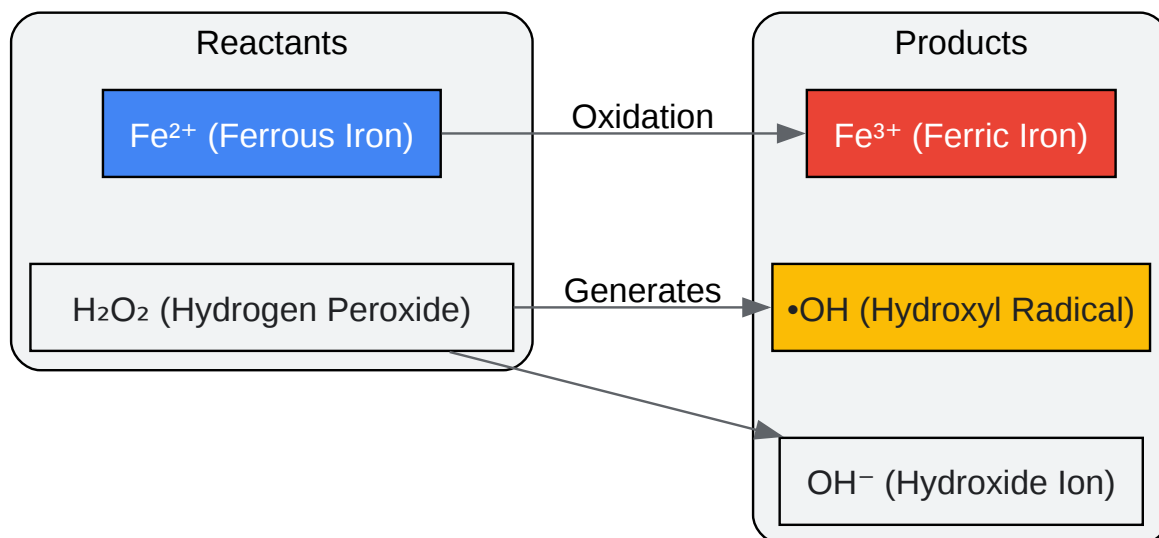 Reactants
Products
Fe²⁺ (Ferrous Iron)
Oxidation
Fe³⁺ (Ferric Iron)
H₂O₂ (Hydrogen Peroxide)
Generates
•OH (Hydroxyl Radical)
OH⁻ (Hydroxide Ion)